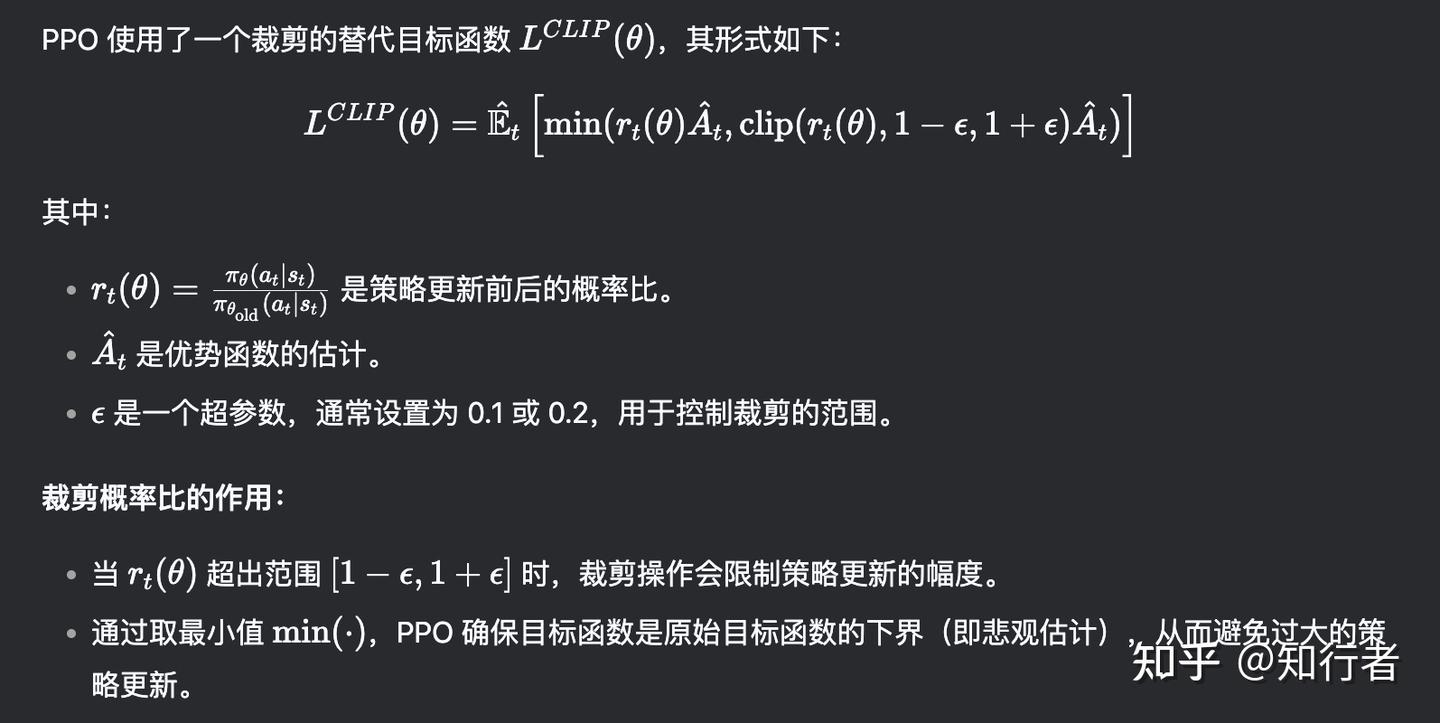 PPO 使用了一个裁剪的替代目标函数 $L^{CLIP}(\theta)$，其形式如下：
$L^{CLIP}(\theta) = \hat{\mathbb{E}}_t \left[ \min(r_t(\theta)\hat{A}_t, \text{clip}(r_t(\theta), 1-\epsilon, 1+\epsilon)\hat{A}_t) \right]$
其中：
• $r_t(\theta) = \frac{\pi_\theta(a_t|s_t)}{\pi_{\theta_{\text{old}}}(a_t|s_t)}$ 是策略更新前后的概率比。
• $\hat{A}_t$ 是优势函数的估计。
• $\epsilon$ 是一个超参数，通常设置为 0.1 或 0.2，用于控制裁剪的范围。
裁剪概率比的作用：
• 当 $r_t(\theta)$ 超出范围 $[1-\epsilon, 1+\epsilon]$ 时，裁剪操作会限制策略更新的幅度。
• 通过取最小值 $\min(\cdot)$，PPO 确保目标函数是原始目标函数的下界（即悲观估计），从而避免过大的策
略更新。
知乎 @知行者